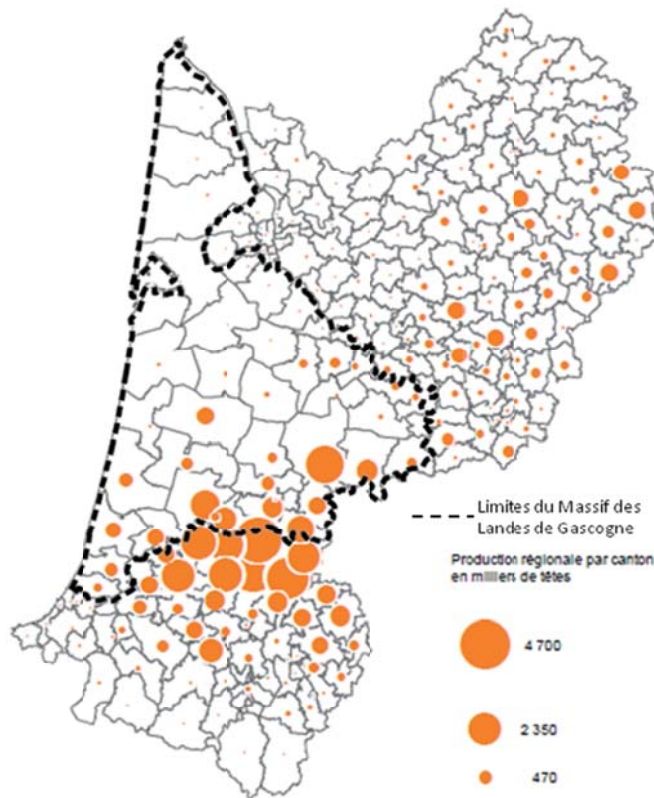 Limites du Massif des
Landes de Gascogne
Production régionale par canton
en milliers de têtes
4 700
2 350
470